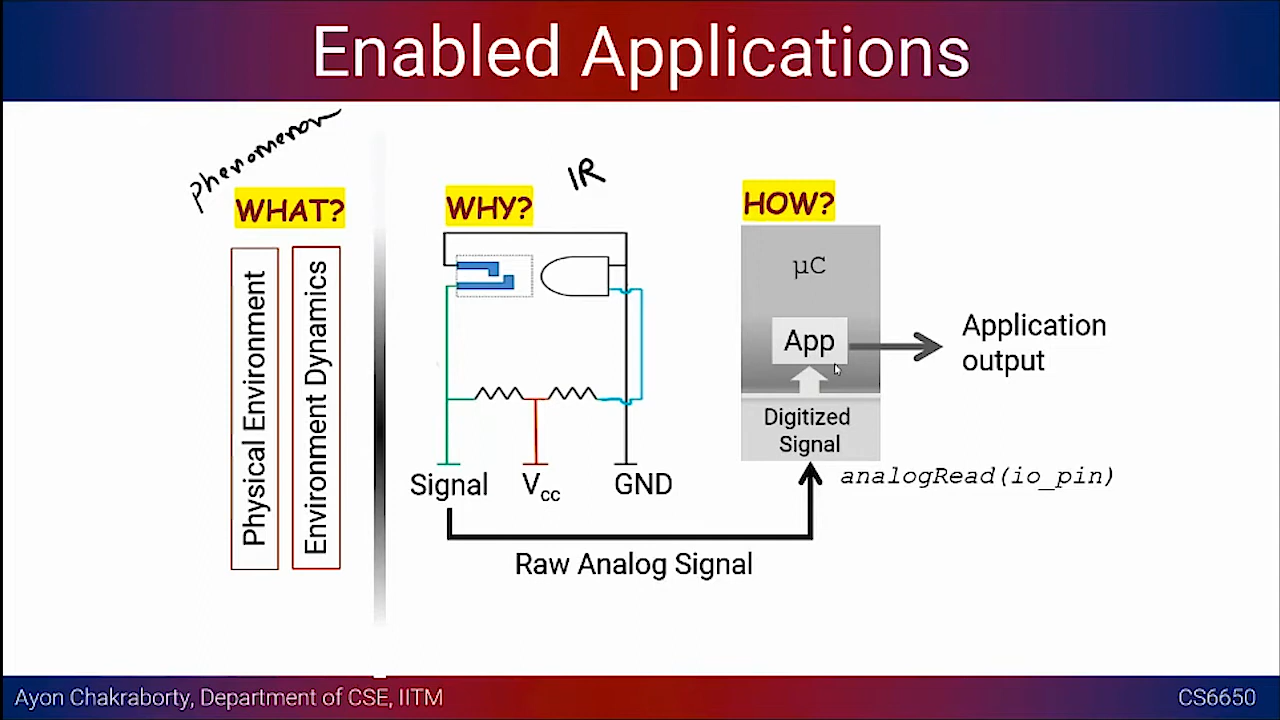 Enabled Applications
phenomenon
WHAT?
Physical Environment
Environment Dynamics
WHY?
IR
Signal
Vcc
GND
Raw Analog Signal
HOW?
µC
App
Digitized
Signal
analogRead(io_pin)
Application
output
Ayon Chakraborty, Department of CSE, IITM
CS6650